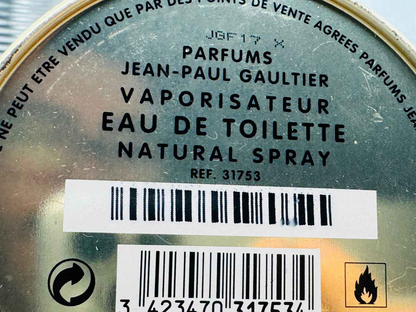 NE PEUT ETRE VENDU QUE PAR DES POINTS DE VENTE AGREES PARFUMS JEAN
JGF17 X
PARFUMS
JEAN-PAUL GAULTIER
VAPORISATEUR
EAU DE TOILETTE
NATURAL SPRAY
REF. 31753
3 423470 317534